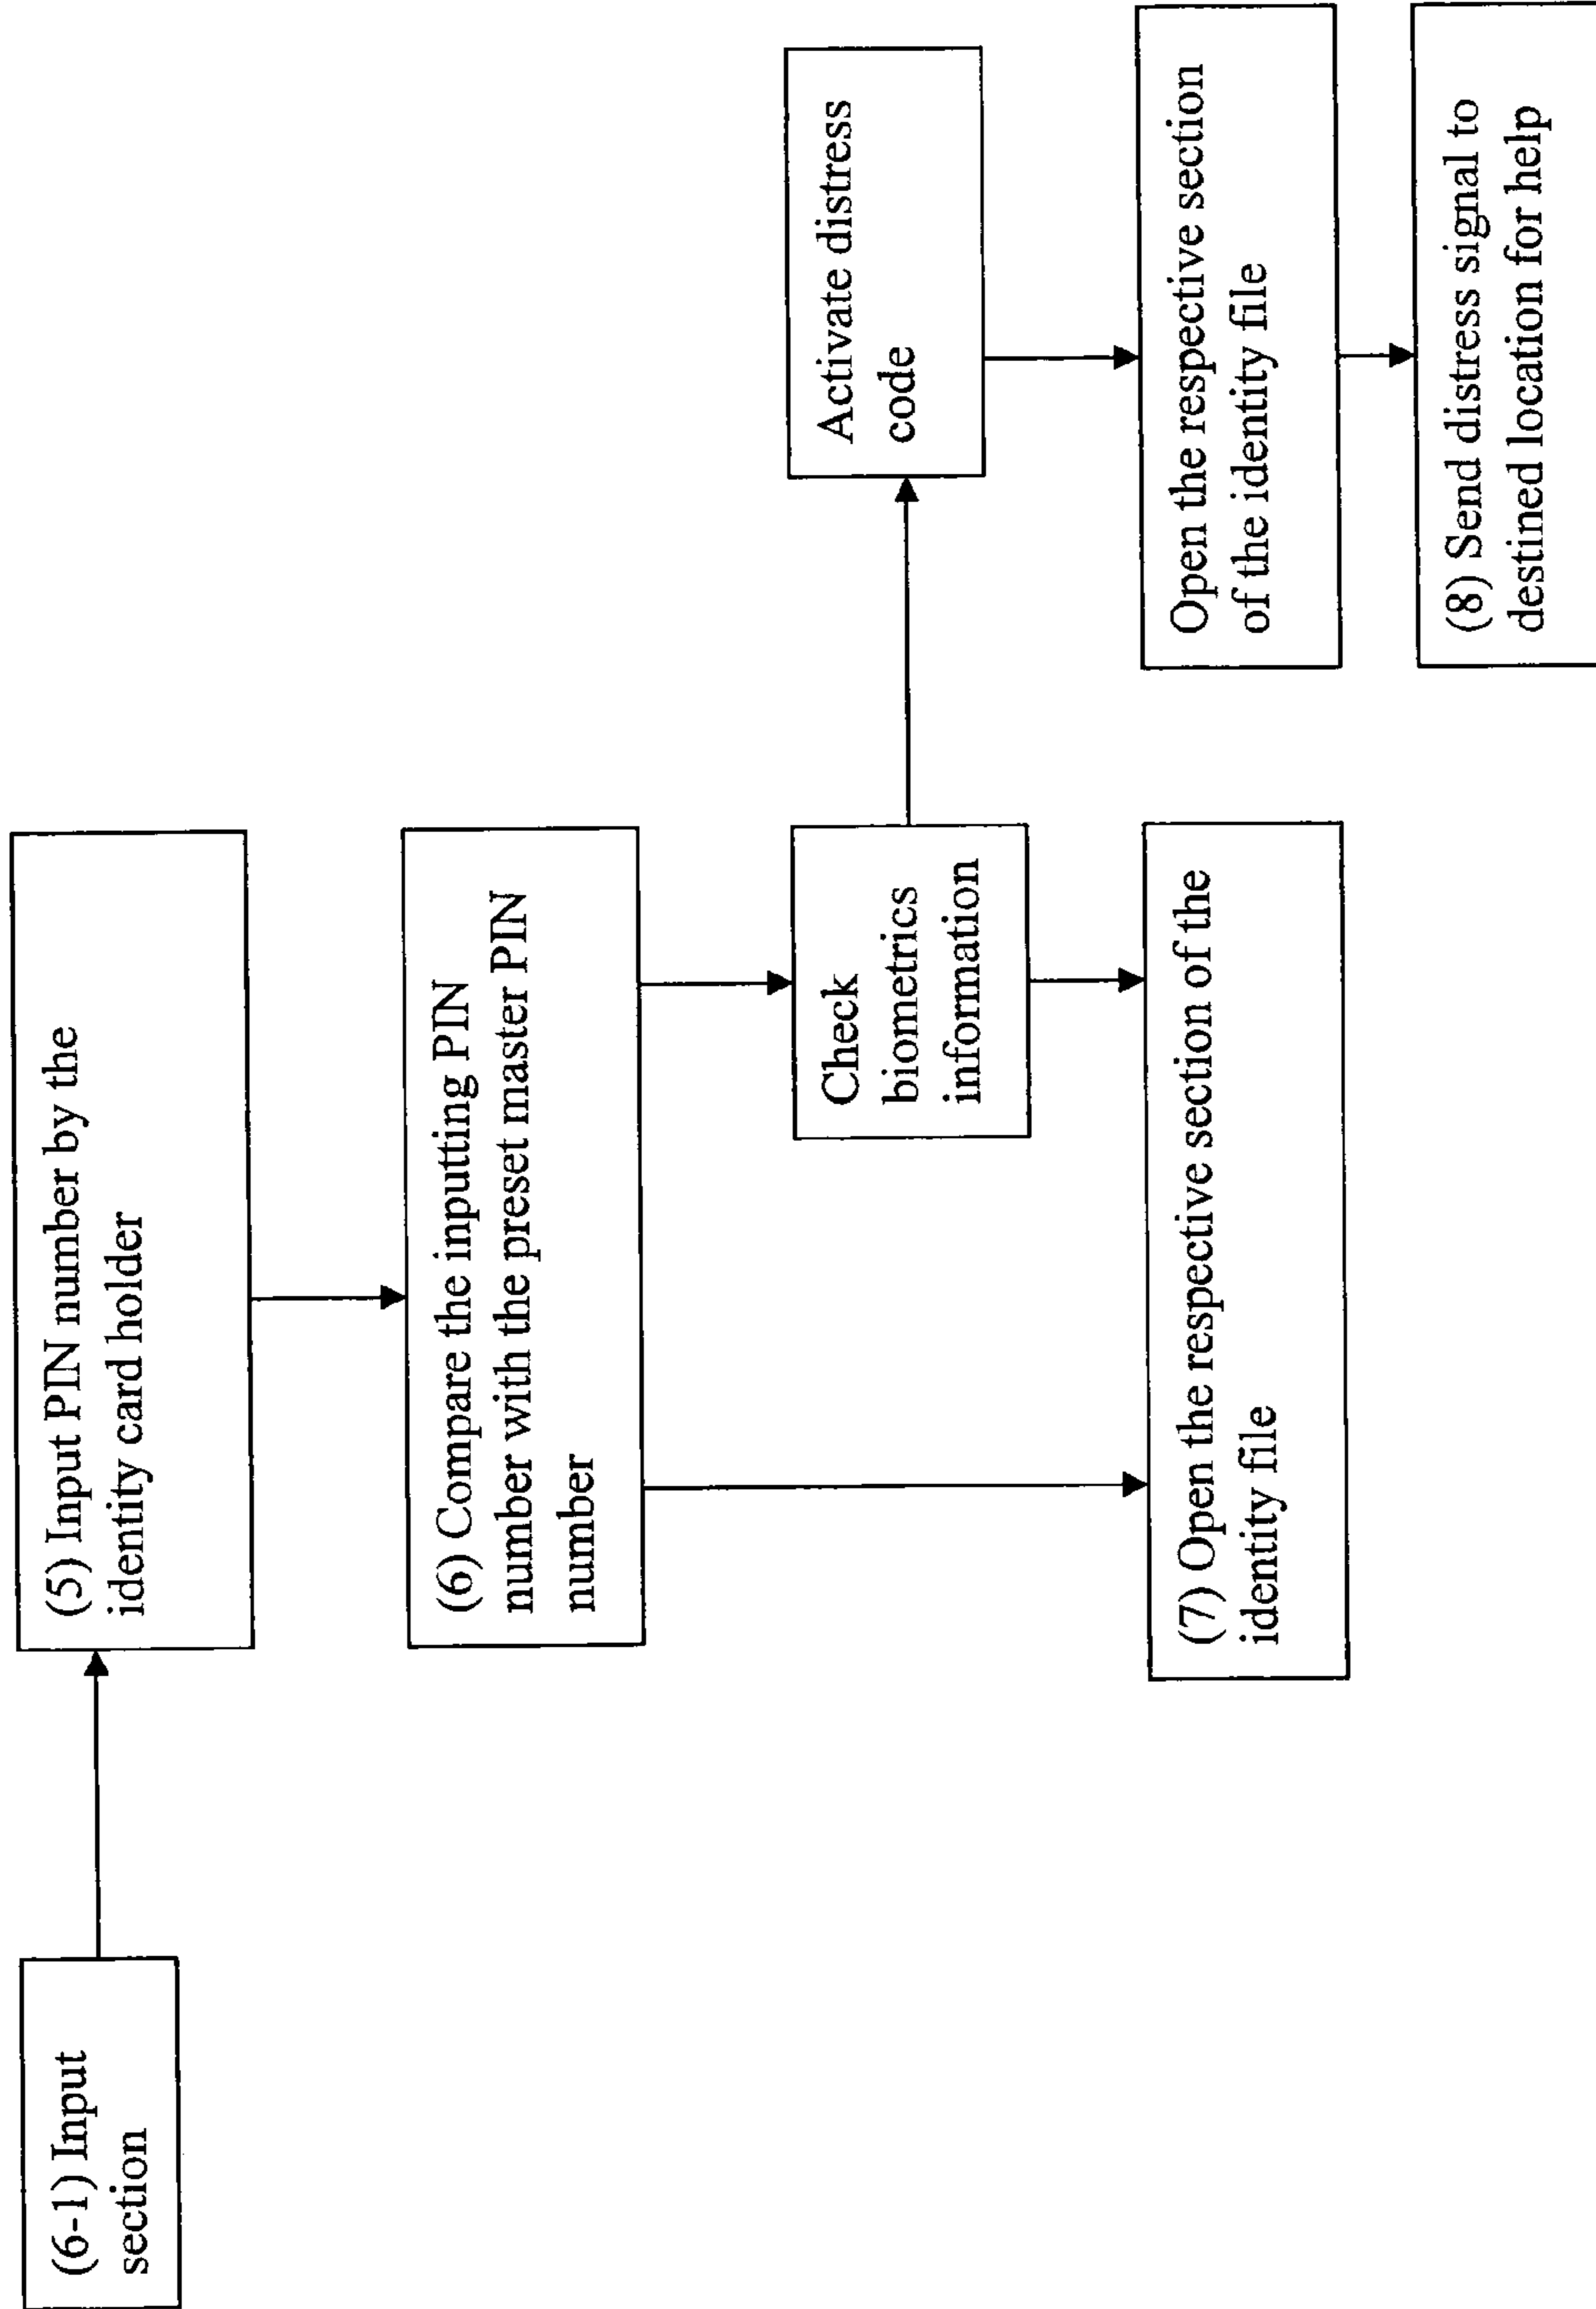 (6-1) Input
section
(5) Input PIN number by the
identity card holder
(6) Compare the inputting PIN
number with the preset master PIN
number
Check
biometrics
information
Activate distress
code
(7) Open the respective section of the
identity file
Open the respective section
of the identity file
(8) Send distress signal to
destined location for help